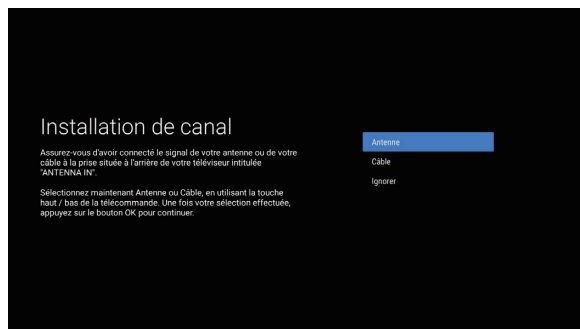 Installation de canal
Assurez-vous d'avoir connecté le signal de votre antenne ou de votre
câble à la prise située à l'arrière de votre téléviseur intitulée
"ANTENNA IN".
Sélectionnez maintenant Antenne ou Câble, en utilisant la touche
haut / bas de la télécommande. Une fois votre sélection effectuée,
appuyez sur le bouton OK pour continuer.
Antenne
Câble
Ignorer